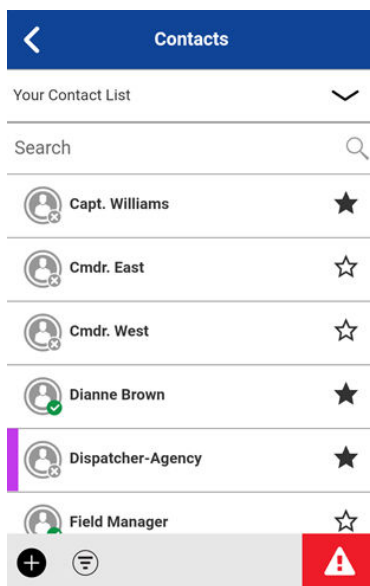 Contacts
Your Contact List
Search
Capt. Williams
Cmdr. East
Cmdr. West
Dianne Brown
Dispatcher-Agency
Field Manager